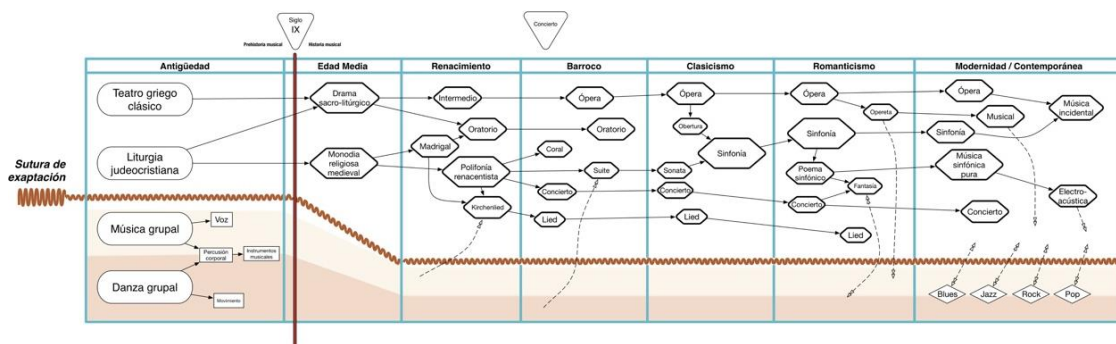 Siglo
IX
Concierto
Prehistoria musical
Historia musical
Antigüedad
Edad Media
Renacimiento
Barroco
Clasicismo
Romanticismo
Modernidad / Contemporánea
Teatro griego
clásico
Drama
sacro-litúrgico
Intermedio
Ópera
Ópera
Ópera
Ópera
Música
incidental
Opereta
Musical
Oratorio
Oratorio
Obertura
Sinfonía
Sinfonía
Madrigal
Coral
Sinfonía
Liturgia
judeocristiana
Monodia
religiosa
medieval
Polifonía
renacentista
Suite
Sonata
Poema
sinfónico
Música
sinfónica
pura
Sutura de
exaptación
Concierto
Concierto
Fantasía
Electro-
acústica
Kirchenlied
Concierto
Concierto
Lied
Lied
Lied
Música grupal
Voz
Percusión
corporal
Instrumentos
musicales
Danza grupal
Movimiento
Blues
Jazz
Rock
Pop